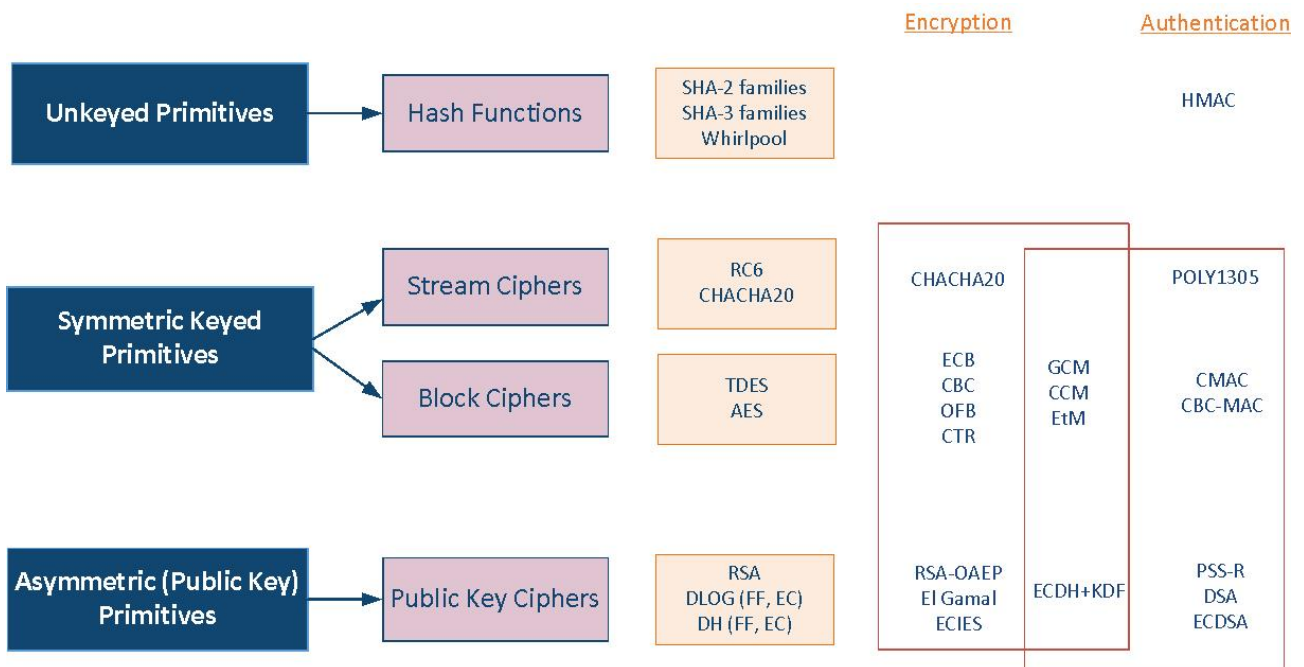 Encryption
Authentication
Unkeyed Primitives
Hash Functions
SHA-2 families
SHA-3 families
Whirlpool
HMAC
Symmetric Keyed
Primitives
Stream Ciphers
RC6
CHACHA20
CHACHA20
POLY1305
Block Ciphers
TDES
AES
ECB
CBC
OFB
CTR
GCM
CCM
EtM
CMAC
CBC-MAC
Asymmetric (Public Key)
Primitives
Public Key Ciphers
RSA
DLOG (FF, EC)
DH (FF, EC)
RSA-OAEP
El Gamal
ECIES
ECDH+KDF
PSS-R
DSA
ECDSA